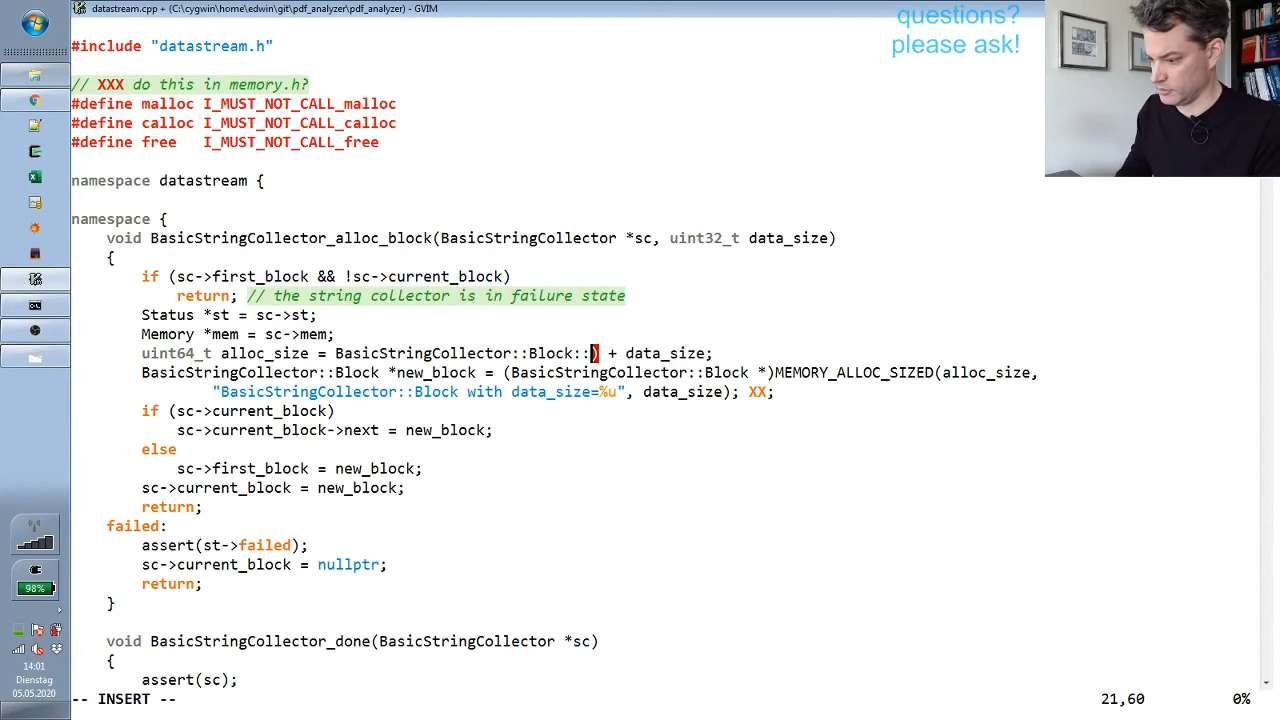 datastream.cpp + (C:\cygwin\home\edwin\git\pdf_analyzer\pdf_analyzer) - GVIM
questions?
please ask!
#include "datastream.h"
// XXX do this in memory.h?
#define malloc I_MUST_NOT_CALL_malloc
#define calloc I_MUST_NOT_CALL_calloc
#define free   I_MUST_NOT_CALL_free
namespace datastream {
namespace {
void BasicStringCollector_alloc_block(BasicStringCollector *sc, uint32_t data_size)
{
if (sc->first_block && !sc->current_block)
return; // the string collector is in failure state
Status *st = sc->st;
Memory *mem = sc->mem;
uint64_t alloc_size = BasicStringCollector::Block::) + data_size;
BasicStringCollector::Block *new_block = (BasicStringCollector::Block *)MEMORY_ALLOC_SIZED(alloc_size,
"BasicStringCollector::Block with data_size=%u", data_size); XX;
if (sc->current_block)
sc->current_block->next = new_block;
else
sc->first_block = new_block;
sc->current_block = new_block;
return;
failed:
assert(st->failed);
sc->current_block = nullptr;
return;
}
void BasicStringCollector_done(BasicStringCollector *sc)
{
assert(sc);
-- INSERT --
21,60
0%
98%
14:01
Dienstag
05.05.2020